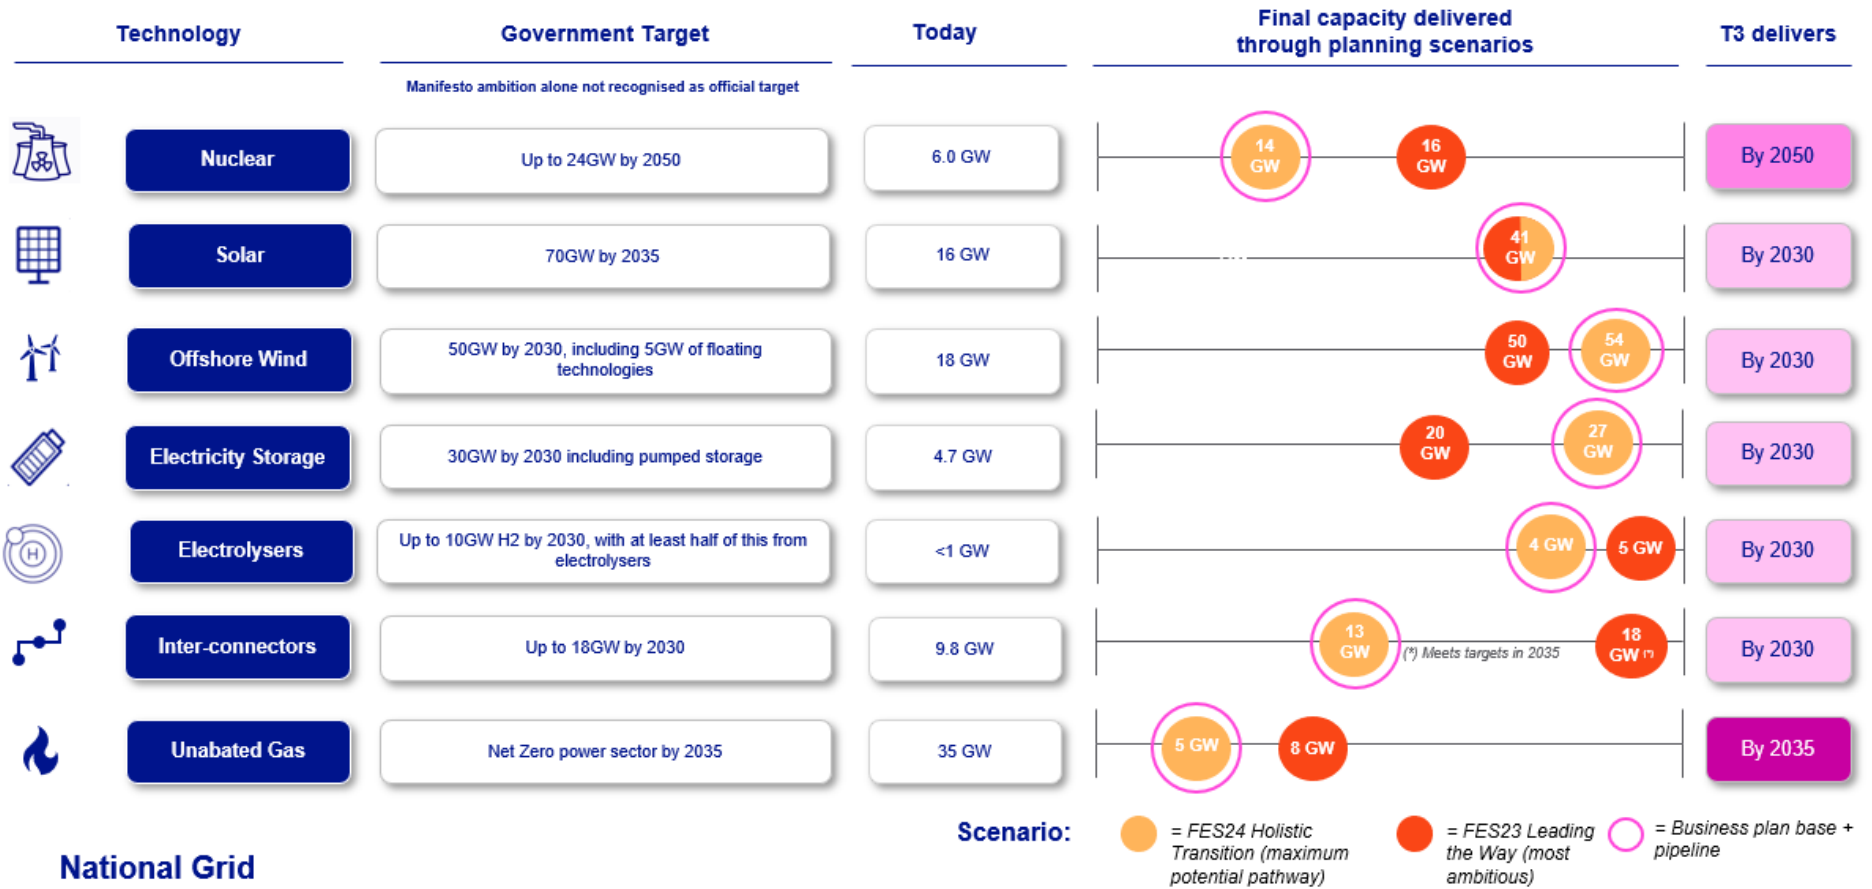 Technology
Government Target
Today
Final capacity delivered
through planning scenarios
T3 delivers
Manifesto ambition alone not recognised as official target
Nuclear
Up to 24GW by 2050
6.0 GW
14
GW
16
GW
By 2050
Solar
70GW by 2035
16 GW
41
GW
By 2030
Offshore Wind
50GW by 2030, including 5GW of floating
technologies
18 GW
50
GW
54
GW
By 2030
Electricity Storage
30GW by 2030 including pumped storage
4.7 GW
20
GW
27
GW
By 2030
H
Electrolysers
Up to 10GW H2 by 2030, with at least half of this from
electrolysers
<1 GW
4 GW
5 GW
By 2030
Inter-connectors
Up to 18GW by 2030
9.8 GW
13
GW
(*) Meets targets in 2035
18
GW (*)
By 2030
Unabated Gas
Net Zero power sector by 2035
35 GW
5 GW
8 GW
By 2035
Scenario:
= FES24 Holistic
Transition (maximum
potential pathway)
= FES23 Leading
the Way (most
ambitious)
= Business plan base +
pipeline
National Grid